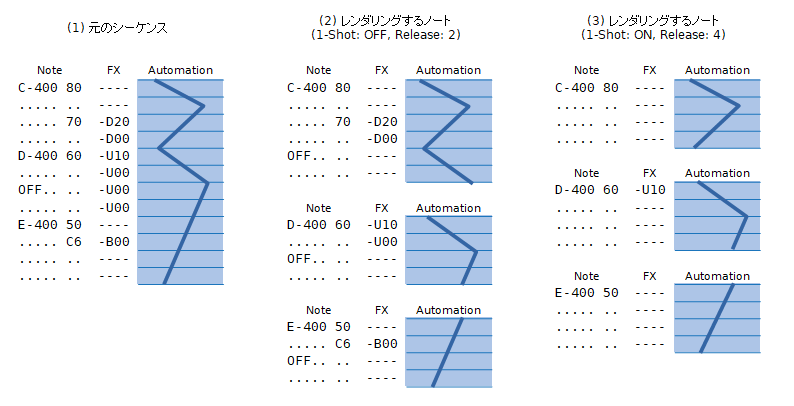 (1) 元のシーケンス
Note FX Automation
C-400 80 ----
..... .. ----
..... 70 -D20
..... .. -D00
D-400 60 -U10
..... .. -U00
OFF.. .. -U00
..... .. -U00
E-400 50 ----
..... C6 -B00
..... .. ----
..... .. ----
(2) レンダリングするノート
(1-Shot: OFF, Release: 2)
Note FX Automation
C-400 80 ----
..... .. ----
..... 70 -D20
..... .. -D00
OFF.. .. ----
..... .. ----
Note FX Automation
D-400 60 -U10
..... .. -U00
OFF.. .. ----
..... .. ----
Note FX Automation
E-400 50 ----
..... C6 -B00
OFF.. .. ----
..... .. ----
(3) レンダリングするノート
(1-Shot: ON, Release: 4)
Note FX Automation
C-400 80 ----
..... .. ----
..... .. ----
..... .. ----
Note FX Automation
D-400 60 -U10
..... .. ----
..... .. ----
..... .. ----
Note FX Automation
E-400 50 ----
..... .. ----
..... .. ----
..... .. ----